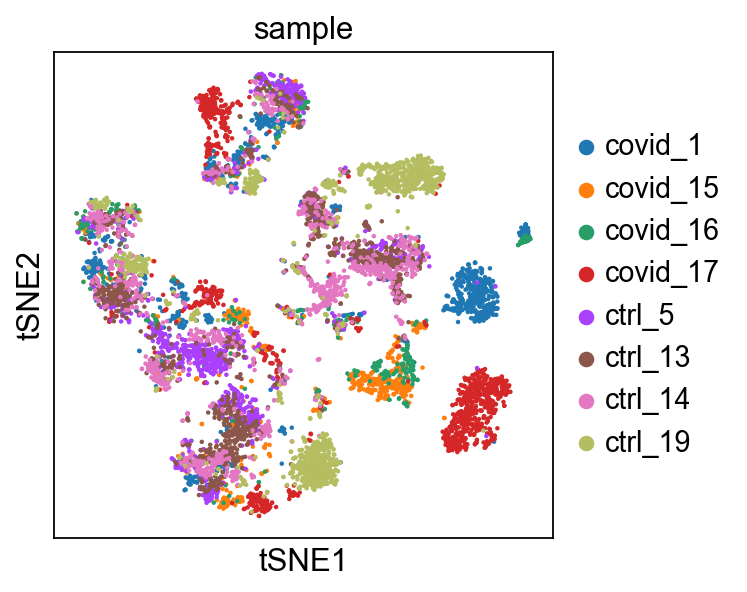 sample
covid_1
covid_15
covid_16
covid_17
ctrl_5
ctrl_13
ctrl_14
ctrl_19
tSNE2
tSNE1